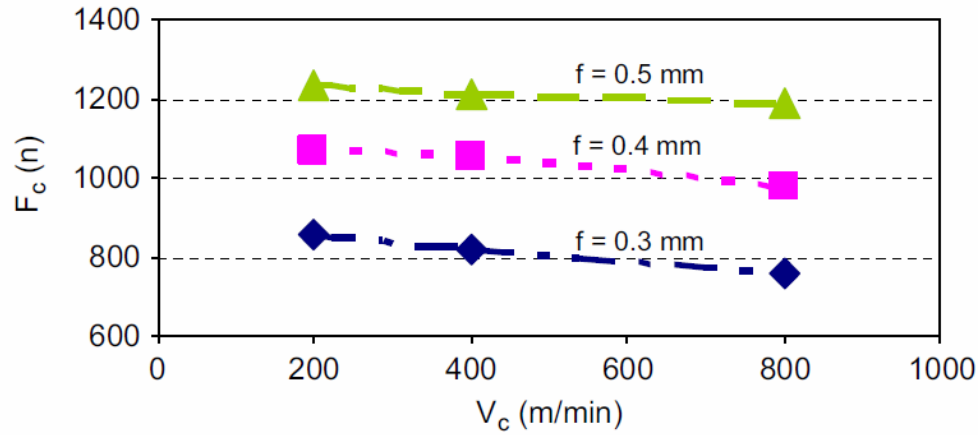 1400
1200
1000
800
600
F_c (n)
f = 0.5 mm
f = 0.4 mm
f = 0.3 mm
0 200 400 600 800 1000
V_c (m/min)